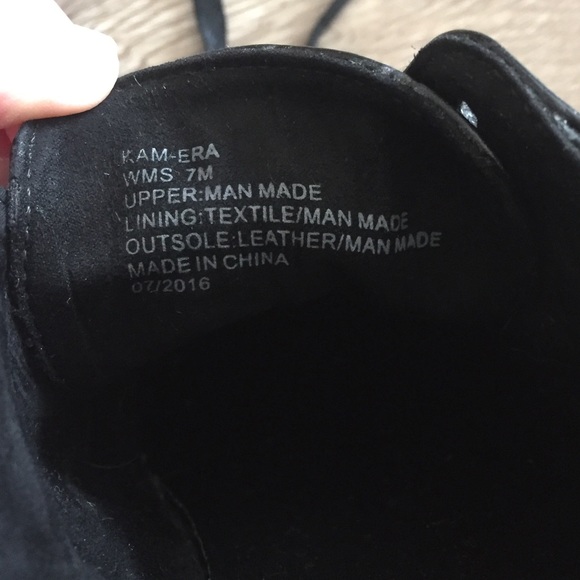 KAM-ERA
WMS 7M
UPPER:MAN MADE
LINING:TEXTILE/MAN MADE
OUTSOLE:LEATHER/MAN MADE
MADE IN CHINA
07/2016